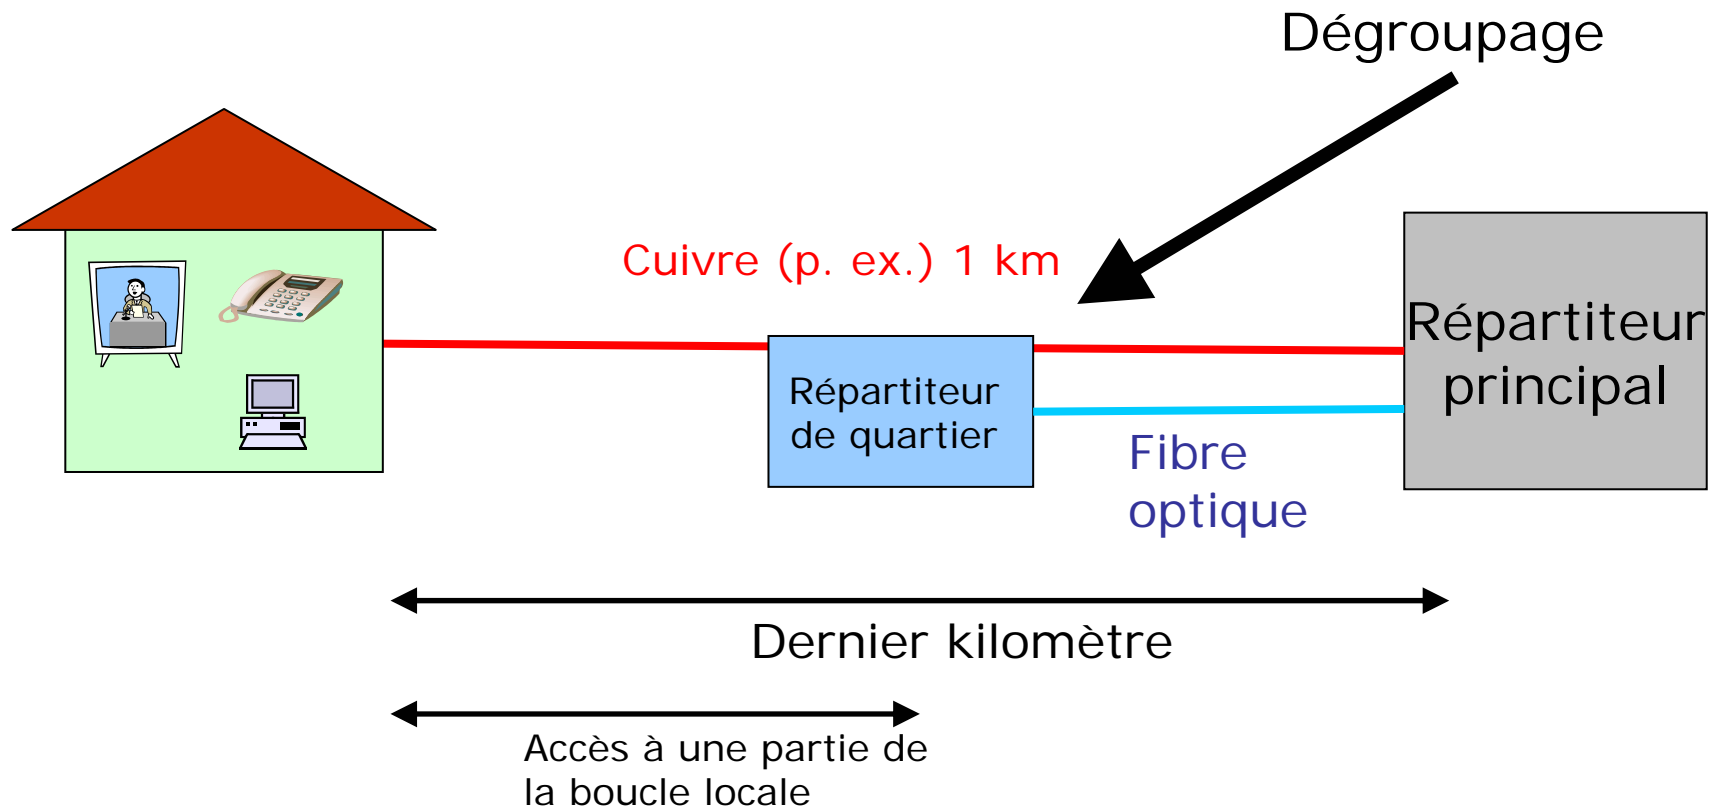 Dégroupage
Cuivre (p. ex.) 1 km
Répartiteur
principal
Répartiteur
de quartier
Fibre
optique
Dernier kilomètre
Accès à une partie de
la boucle locale